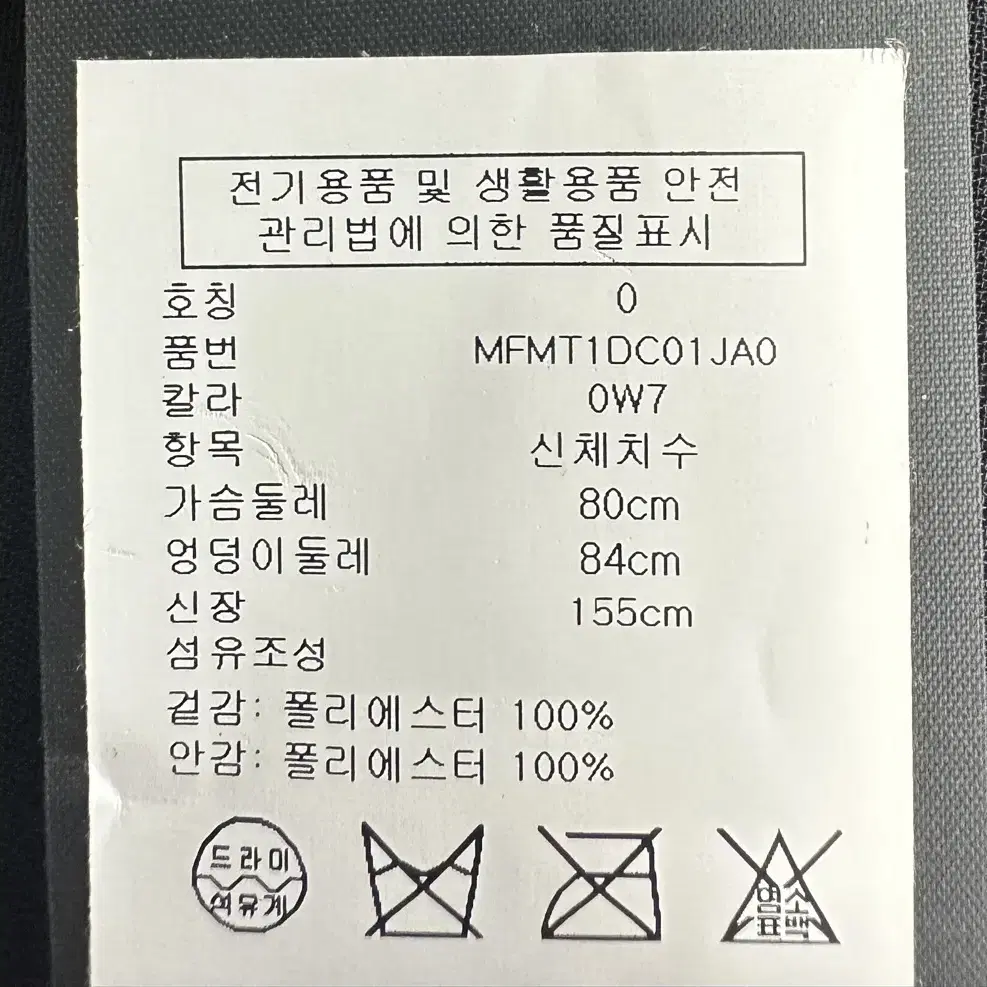 전기용품 및 생활용품 안전
관리법에 의한 품질표시
호칭 0
품번 MFMT1DC01JA0
칼라 0W7
항목 신체치수
가슴둘레 80cm
엉덩이둘레 84cm
신장 155cm
섬유조성
겉감: 폴리에스터 100%
안감: 폴리에스터 100%
드라이
석유계
염소
표백